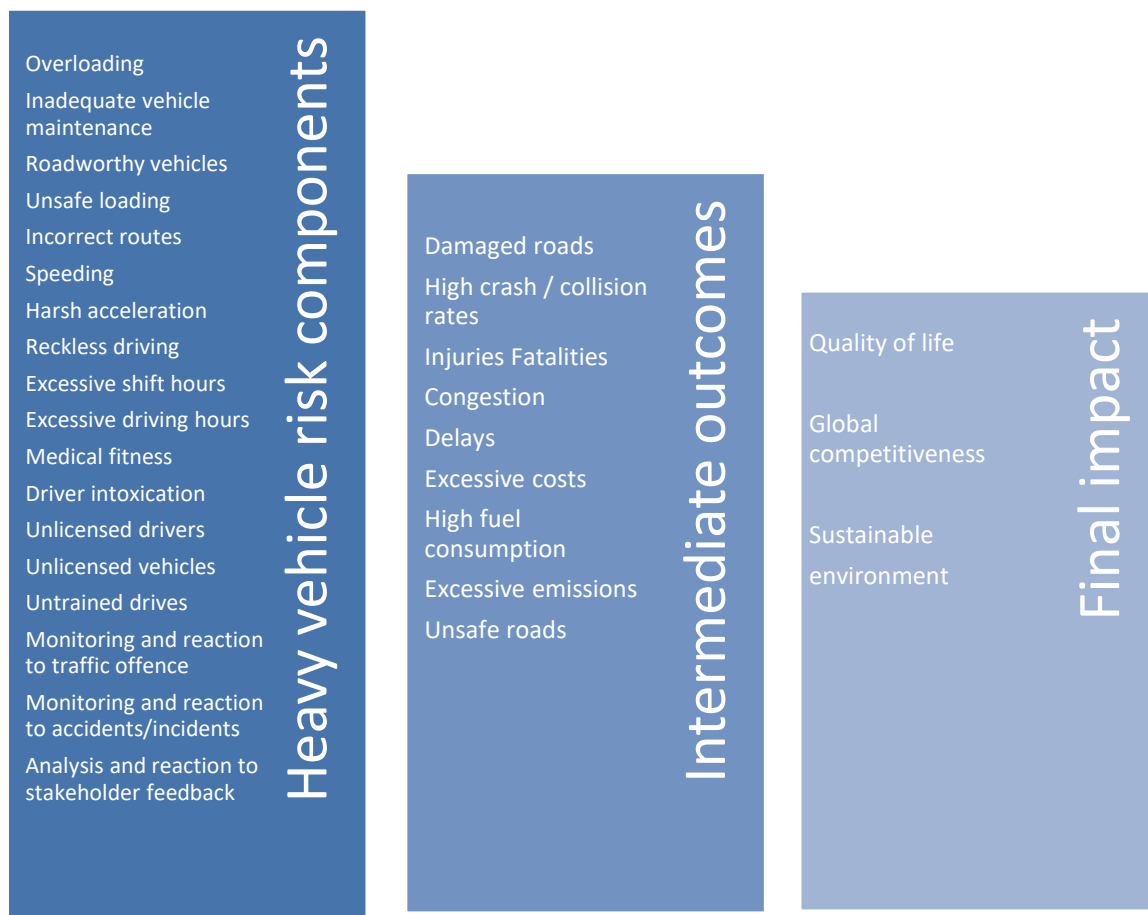 Overloading
Inadequate vehicle
maintenance
Roadworthy vehicles
Unsafe loading
Incorrect routes
Speeding
Harsh acceleration
Reckless driving
Excessive shift hours
Excessive driving hours
Medical fitness
Driver intoxication
Unlicensed drivers
Unlicensed vehicles
Untrained drives
Monitoring and reaction
to traffic offence
Monitoring and reaction
to accidents/incidents
Analysis and reaction to
stakeholder feedback
Heavy vehicle risk components
Damaged roads
High crash / collision
rates
Injuries Fatalities
Congestion
Delays
Excessive costs
High fuel
consumption
Excessive emissions
Unsafe roads
Intermediate outcomes
Quality of life
Global
competitiveness
Sustainable
environment
Final impact